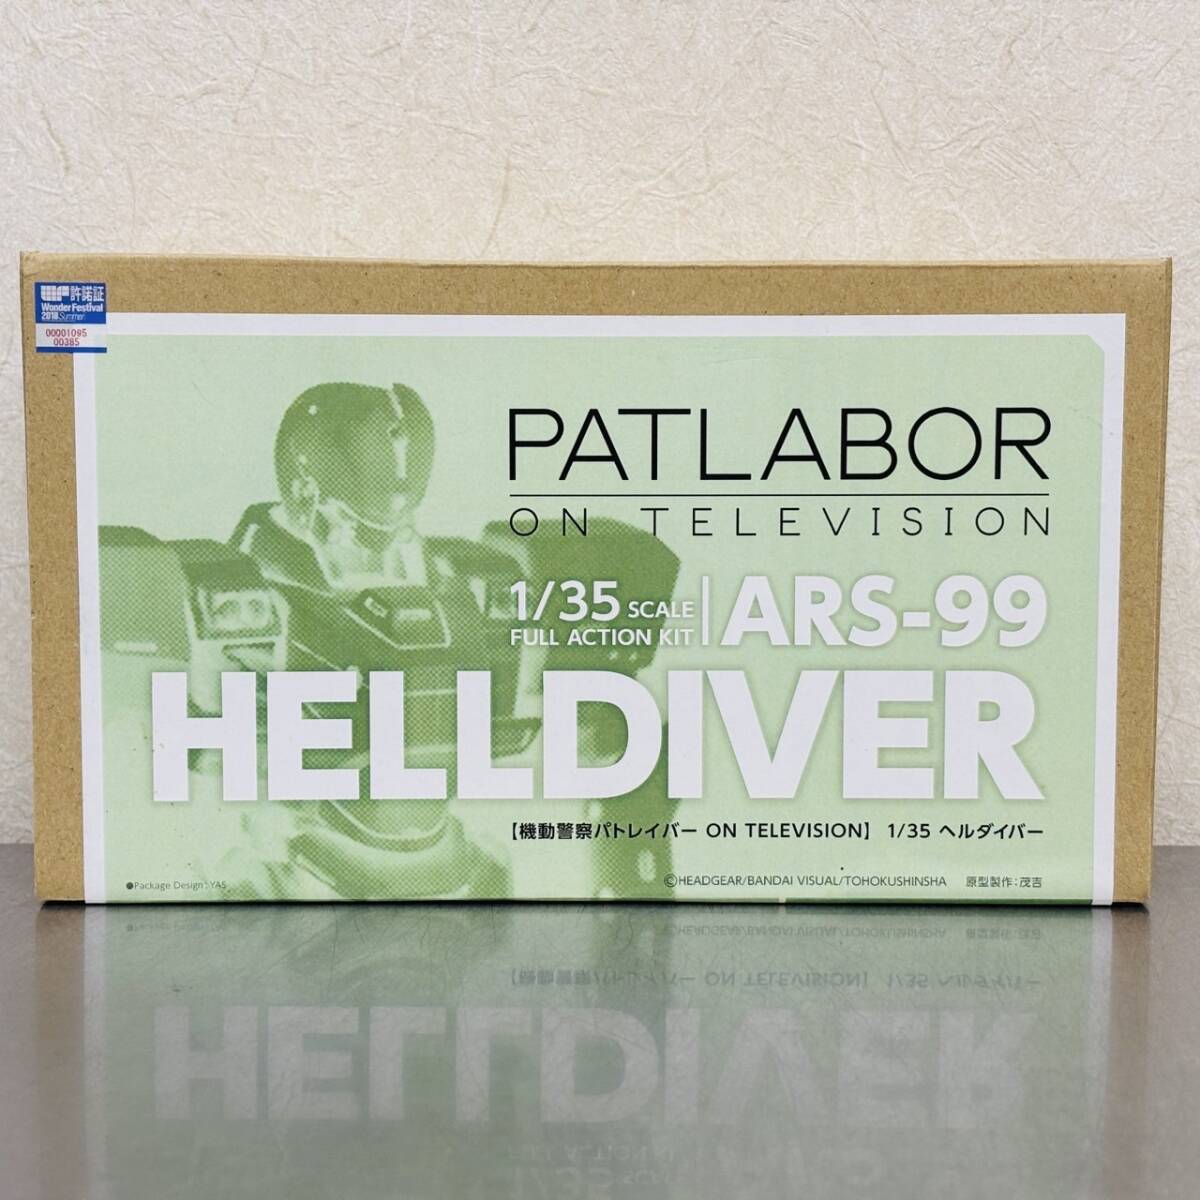 WF 許諾証
Wonder Festival
2018 Summer
00001095
00385
PATLABOR
ON TELEVISION
1/35 SCALE
FULL ACTION KIT
ARS-99
HELLDIVER
【機動警察パトレイバー ON TELEVISION】 1/35 ヘルダイバー
●Package Design : YAS
©HEADGEAR/BANDAI VISUAL/TOHOKUSHINSHA 原型製作:茂吉